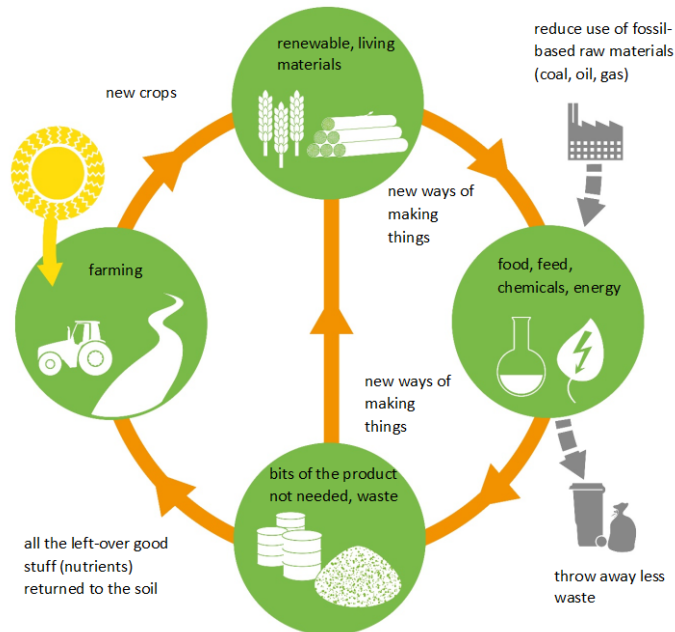 renewable, living
materials
reduce use of fossil-
based raw materials
(coal, oil, gas)
new crops
new ways of
making
things
farming
food, feed,
chemicals, energy
new ways of
making
things
bits of the product
not needed, waste
all the left-over good
stuff (nutrients)
returned to the soil
throw away less
waste